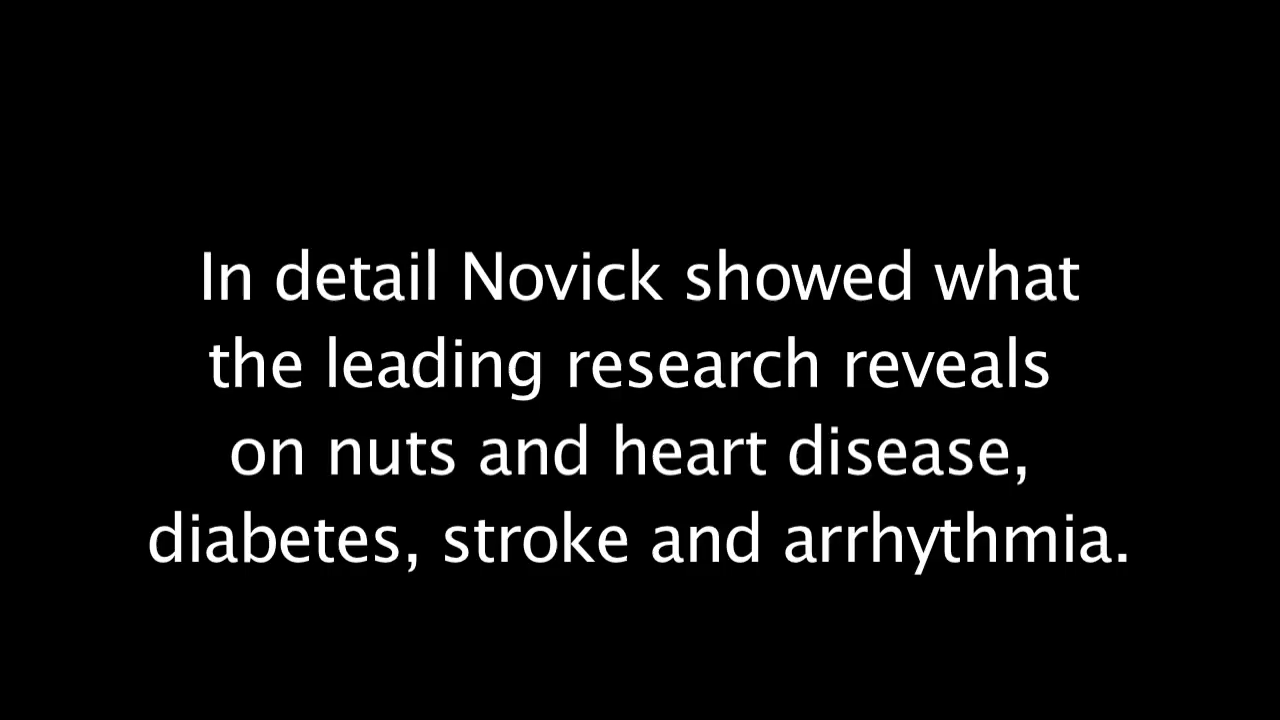 In detail Novick showed what
the leading research reveals
on nuts and heart disease,
diabetes, stroke and arrhythmia.